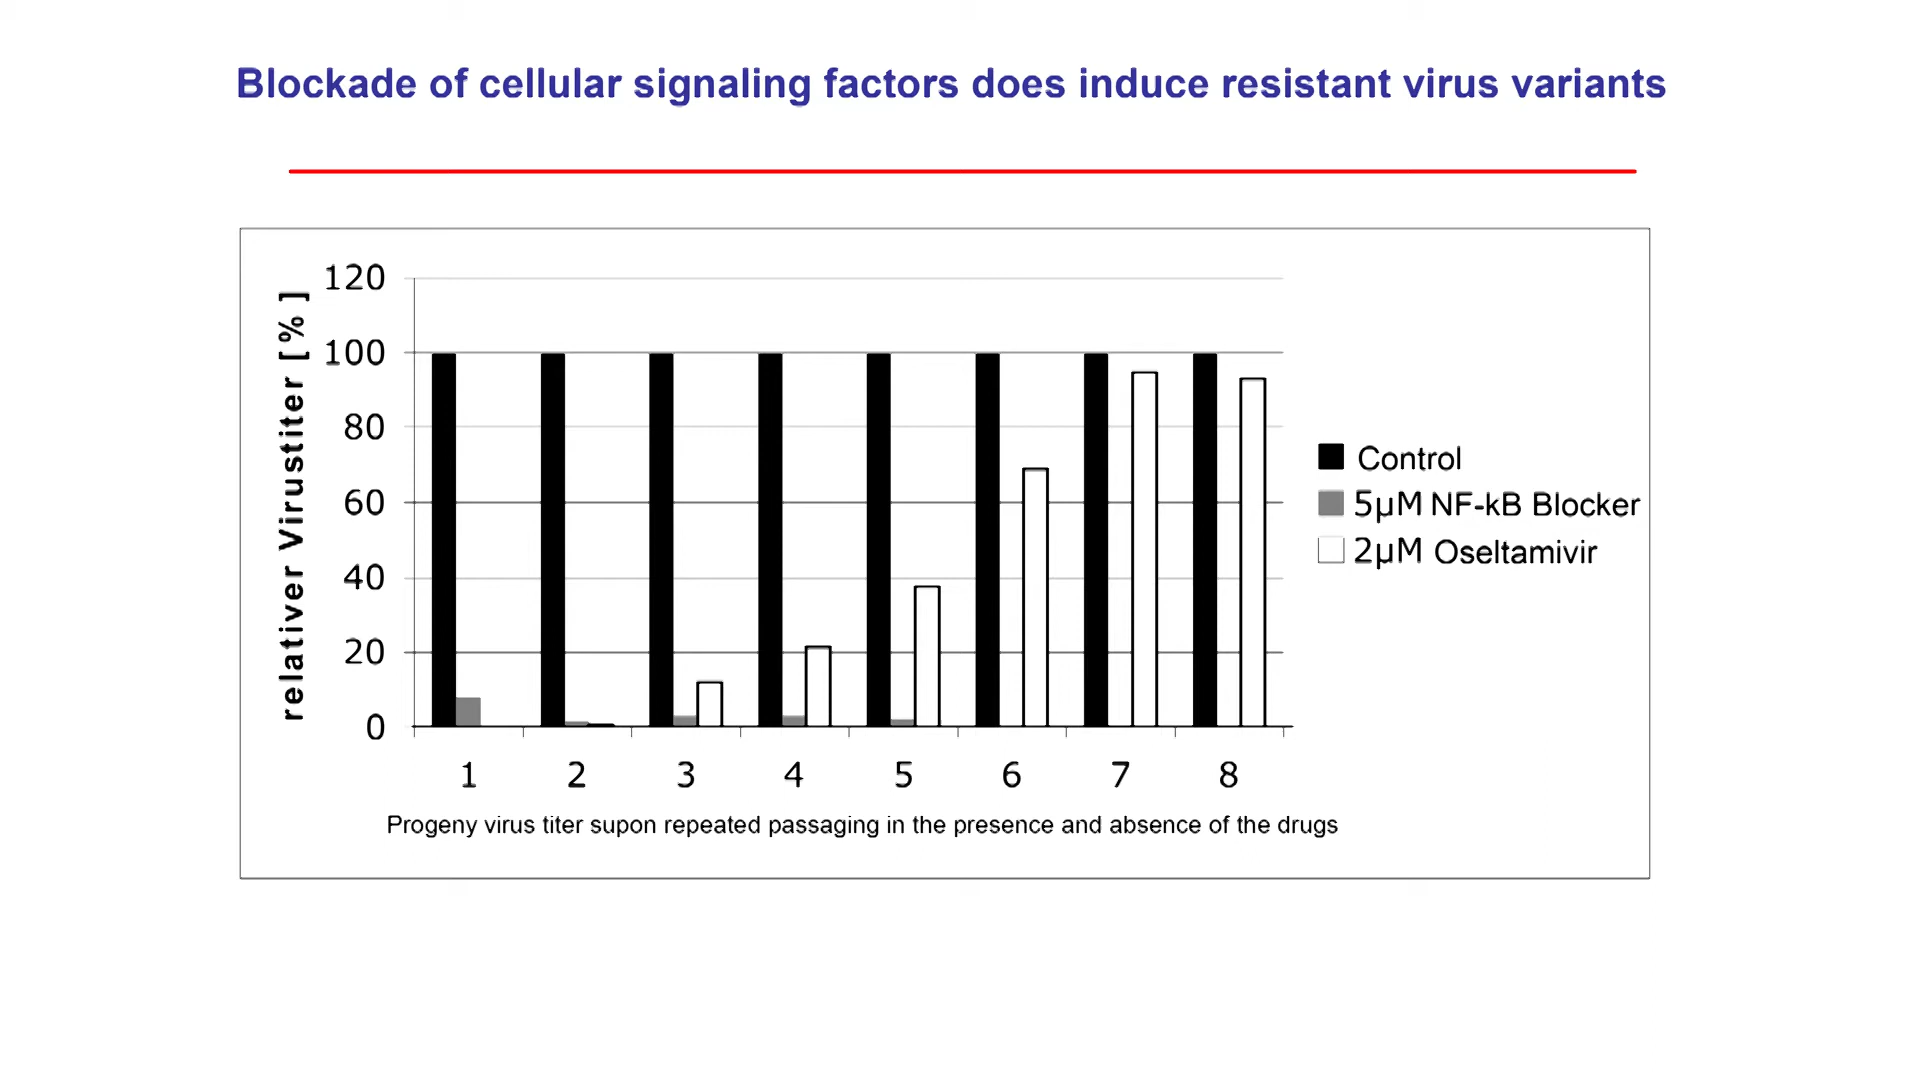 Blockade of cellular signaling factors does induce resistant virus variants
relativer Virustiter [%]
120
100
80
60
40
20
0
1 2 3 4 5 6 7 8
Progeny virus titer supon repeated passaging in the presence and absence of the drugs
Control
5µM NF-kB Blocker
2µM Oseltamivir